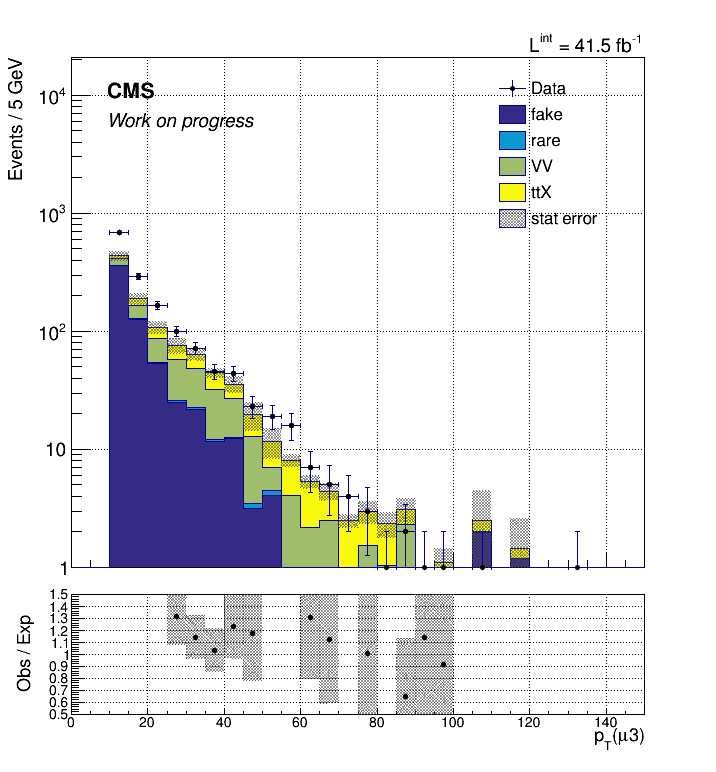 L^int = 41.5 fb^-1
Events / 5 GeV
CMS
Work on progress
Data
fake
rare
VV
ttX
stat error
10^4
10^3
10^2
10
1
Obs / Exp
1.5
1.4
1.3
1.2
1.1
1
0.9
0.8
0.7
0.6
0.5
0 20 40 60 80 100 120 140
p_T(μ3)